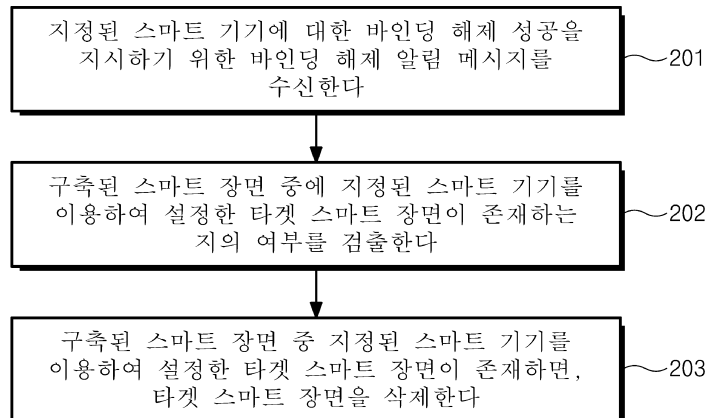 지정된 스마트 기기에 대한 바인딩 해제 성공을
지시하기 위한 바인딩 해제 알림 메시지를
수신한다
201
구축된 스마트 장면 중에 지정된 스마트 기기를
이용하여 설정한 타겟 스마트 장면이 존재하는
지의 여부를 검출한다
202
구축된 스마트 장면 중 지정된 스마트 기기를
이용하여 설정한 타겟 스마트 장면이 존재하면,
타겟 스마트 장면을 삭제한다
203